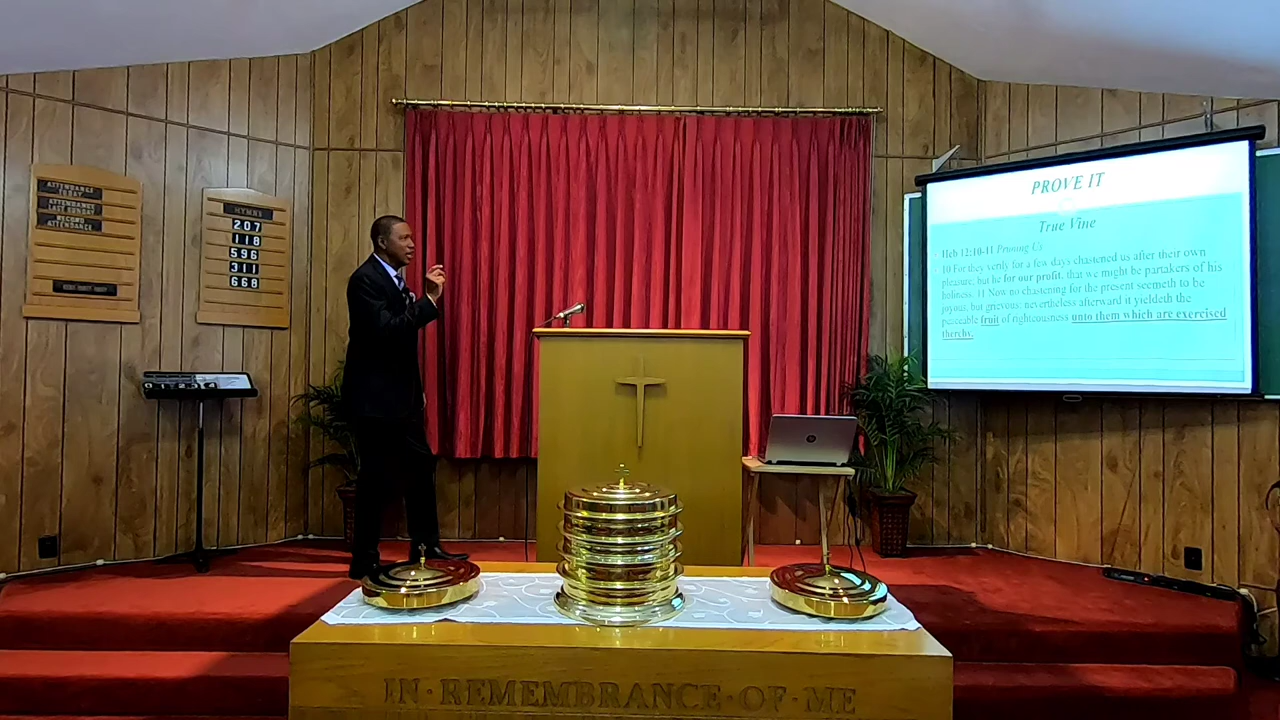 ATTENDANCE
TODAY
ATTENDANCE
LAST SUNDAY
RECORD
ATTENDANCE
HYMNS
207
118
596
311
668
PROVE IT
True Vine
Heb 12:10-11 Pruning Us
10 For they verily for a few days chastened us after their own
pleasure; but he for our profit, that we might be partakers of his
holiness. 11 Now no chastening for the present seemeth to be
joyous, but grievous: nevertheless afterward it yieldeth the
peaceable fruit of righteousness unto them which are exercised
thereby.
IN·REMEMBRANCE·OF·ME